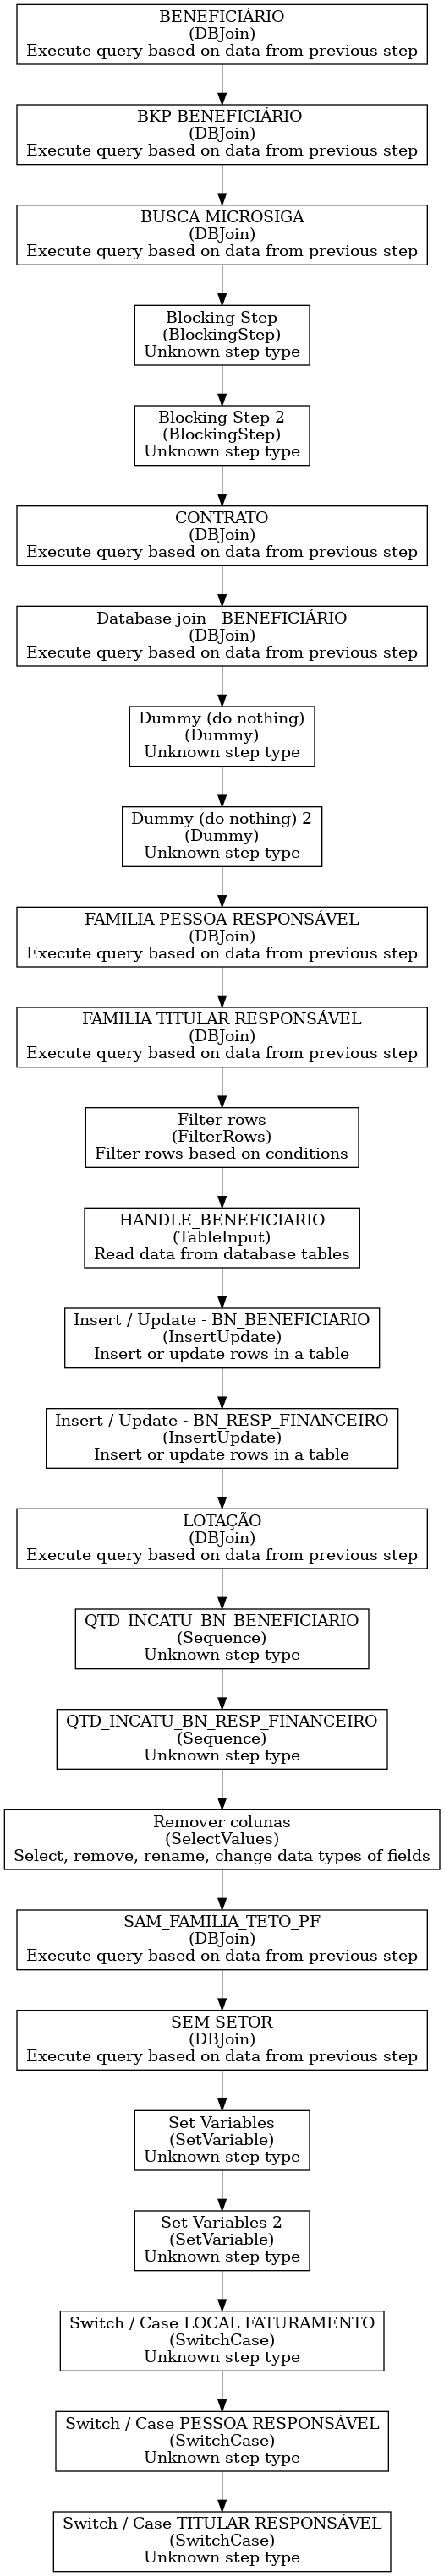 BENEFICIÁRIO
(DBJoin)
Execute query based on data from previous step
BKP BENEFICIÁRIO
(DBJoin)
Execute query based on data from previous step
BUSCA MICROSIGA
(DBJoin)
Execute query based on data from previous step
Blocking Step
(BlockingStep)
Unknown step type
Blocking Step 2
(BlockingStep)
Unknown step type
CONTRATO
(DBJoin)
Execute query based on data from previous step
Database join - BENEFICIÁRIO
(DBJoin)
Execute query based on data from previous step
Dummy (do nothing)
(Dummy)
Unknown step type
Dummy (do nothing) 2
(Dummy)
Unknown step type
FAMILIA PESSOA RESPONSÁVEL
(DBJoin)
Execute query based on data from previous step
FAMILIA TITULAR RESPONSÁVEL
(DBJoin)
Execute query based on data from previous step
Filter rows
(FilterRows)
Filter rows based on conditions
HANDLE_BENEFICIARIO
(TableInput)
Read data from database tables
Insert / Update - BN_BENEFICIARIO
(InsertUpdate)
Insert or update rows in a table
Insert / Update - BN_RESP_FINANCEIRO
(InsertUpdate)
Insert or update rows in a table
LOTAÇÃO
(DBJoin)
Execute query based on data from previous step
QTD_INCATU_BN_BENEFICIARIO
(Sequence)
Unknown step type
QTD_INCATU_BN_RESP_FINANCEIRO
(Sequence)
Unknown step type
Remover colunas
(SelectValues)
Select, remove, rename, change data types of fields
SAM_FAMILIA_TETO_PF
(DBJoin)
Execute query based on data from previous step
SEM SETOR
(DBJoin)
Execute query based on data from previous step
Set Variables
(SetVariable)
Unknown step type
Set Variables 2
(SetVariable)
Unknown step type
Switch / Case LOCAL FATURAMENTO
(SwitchCase)
Unknown step type
Switch / Case PESSOA RESPONSÁVEL
(SwitchCase)
Unknown step type
Switch / Case TITULAR RESPONSÁVEL
(SwitchCase)
Unknown step type